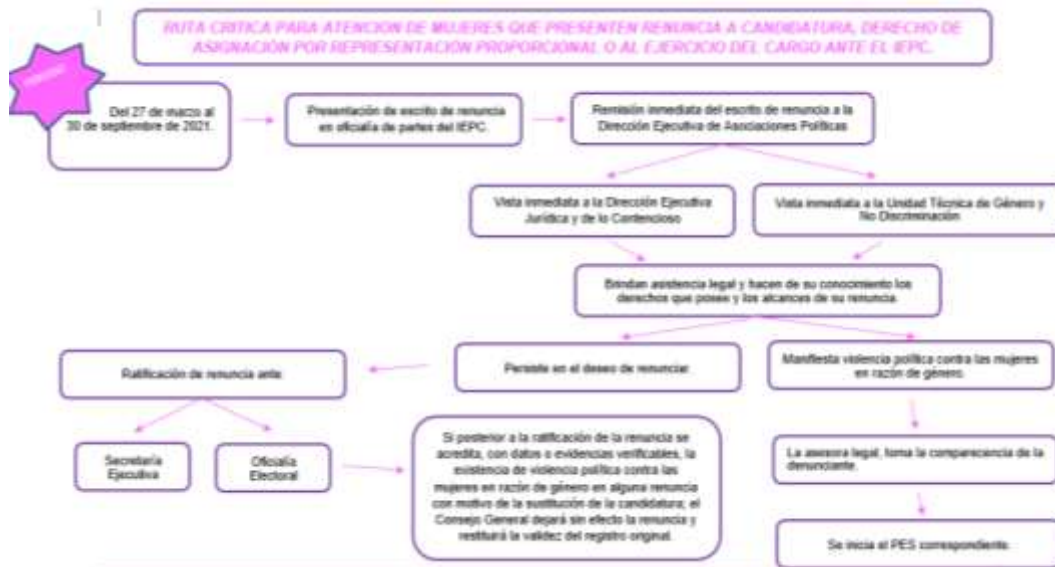 RUTA CRITICA PARA ATENCION DE MUJERES QUE PRESENTEN RENUNCIA A CANDIDATURA, DERECHO DE
ASIGNACIÓN POR REPRESENTACIÓN PROPORCIONAL O AL EJERCICIO DEL CARGO ANTE EL IEPC.
Del 27 de marzo al
30 de septiembre de 2021.
Presentación de escrito de renuncia
en oficialía de partes del IEPC.
Remisión inmediata del escrito de renuncia a la
Dirección Ejecutiva de Asociaciones Políticas
Vista inmediata a la Dirección Ejecutiva
Jurídica y de lo Contencioso
Vista inmediata a la Unidad Técnica de Género y
No Discriminación
Brindan asistencia legal y hacen de su conocimiento los
derechos que posee y los alcances de su renuncia.
Ratificación de renuncia ante:
Persiste en el deseo de renunciar.
Manifiesta violencia política contra las mujeres
en razón de género.
Secretaría
Ejecutiva
Oficialía
Electoral
Si posterior a la ratificación de la renuncia se
acredita, con datos o evidencias verificables, la
existencia de violencia política contra las
mujeres en razón de género en alguna renuncia
con motivo de la sustitución de la candidatura; el
Consejo General dejará sin efecto la renuncia y
restituirá la validez del registro original.
La asesora legal, toma la comparecencia de la
denunciante.
Se inicia el PES correspondiente.